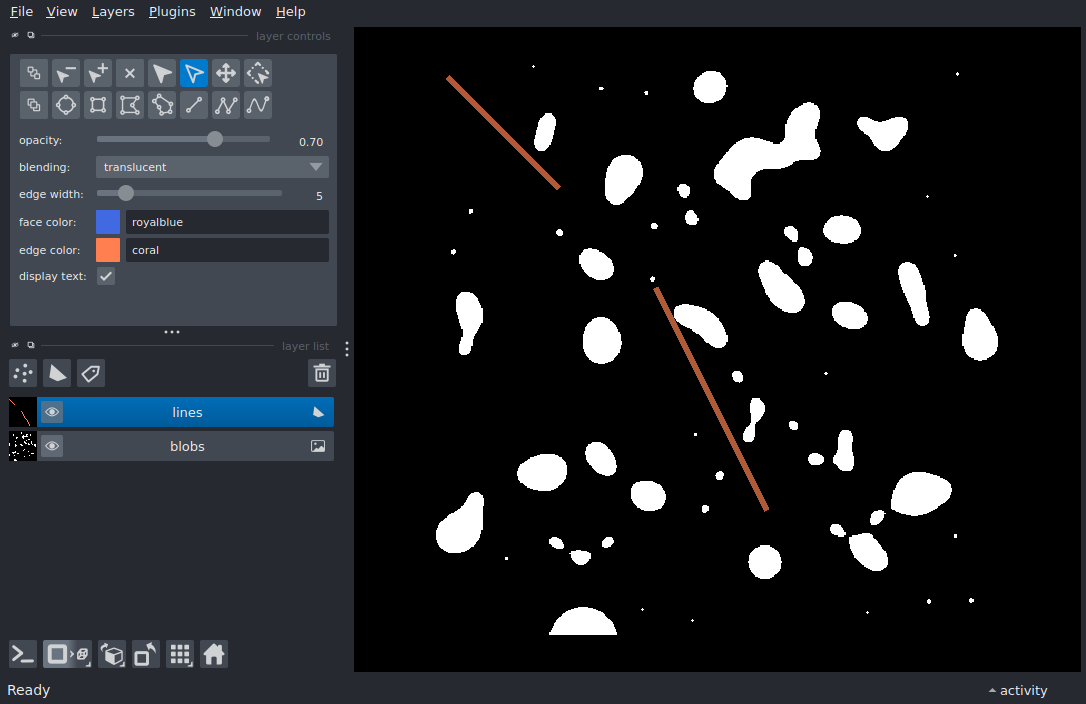 File View Layers Plugins Window Help
layer controls
opacity: 0.70
blending: translucent
edge width: 5
face color: royalblue
edge color: coral
display text:
layer list
lines
blobs
Ready
activity